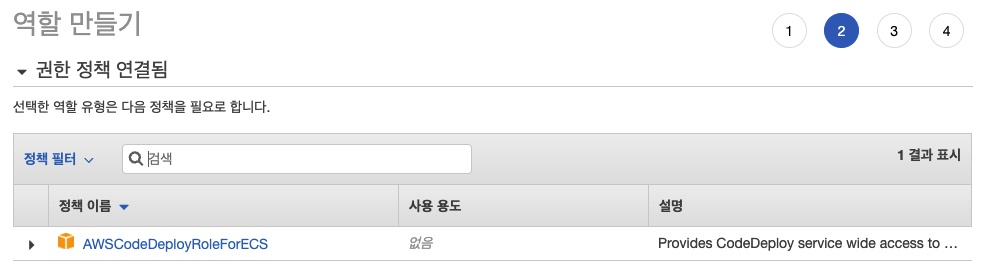 역할 만들기
1 2 3 4
권한 정책 연결됨
선택한 역할 유형은 다음 정책을 필요로 합니다.
정책 필터 검색 1 결과 표시
정책 이름 사용 용도 설명
AWSCodeDeployRoleForECS 없음 Provides CodeDeploy service wide access to ...